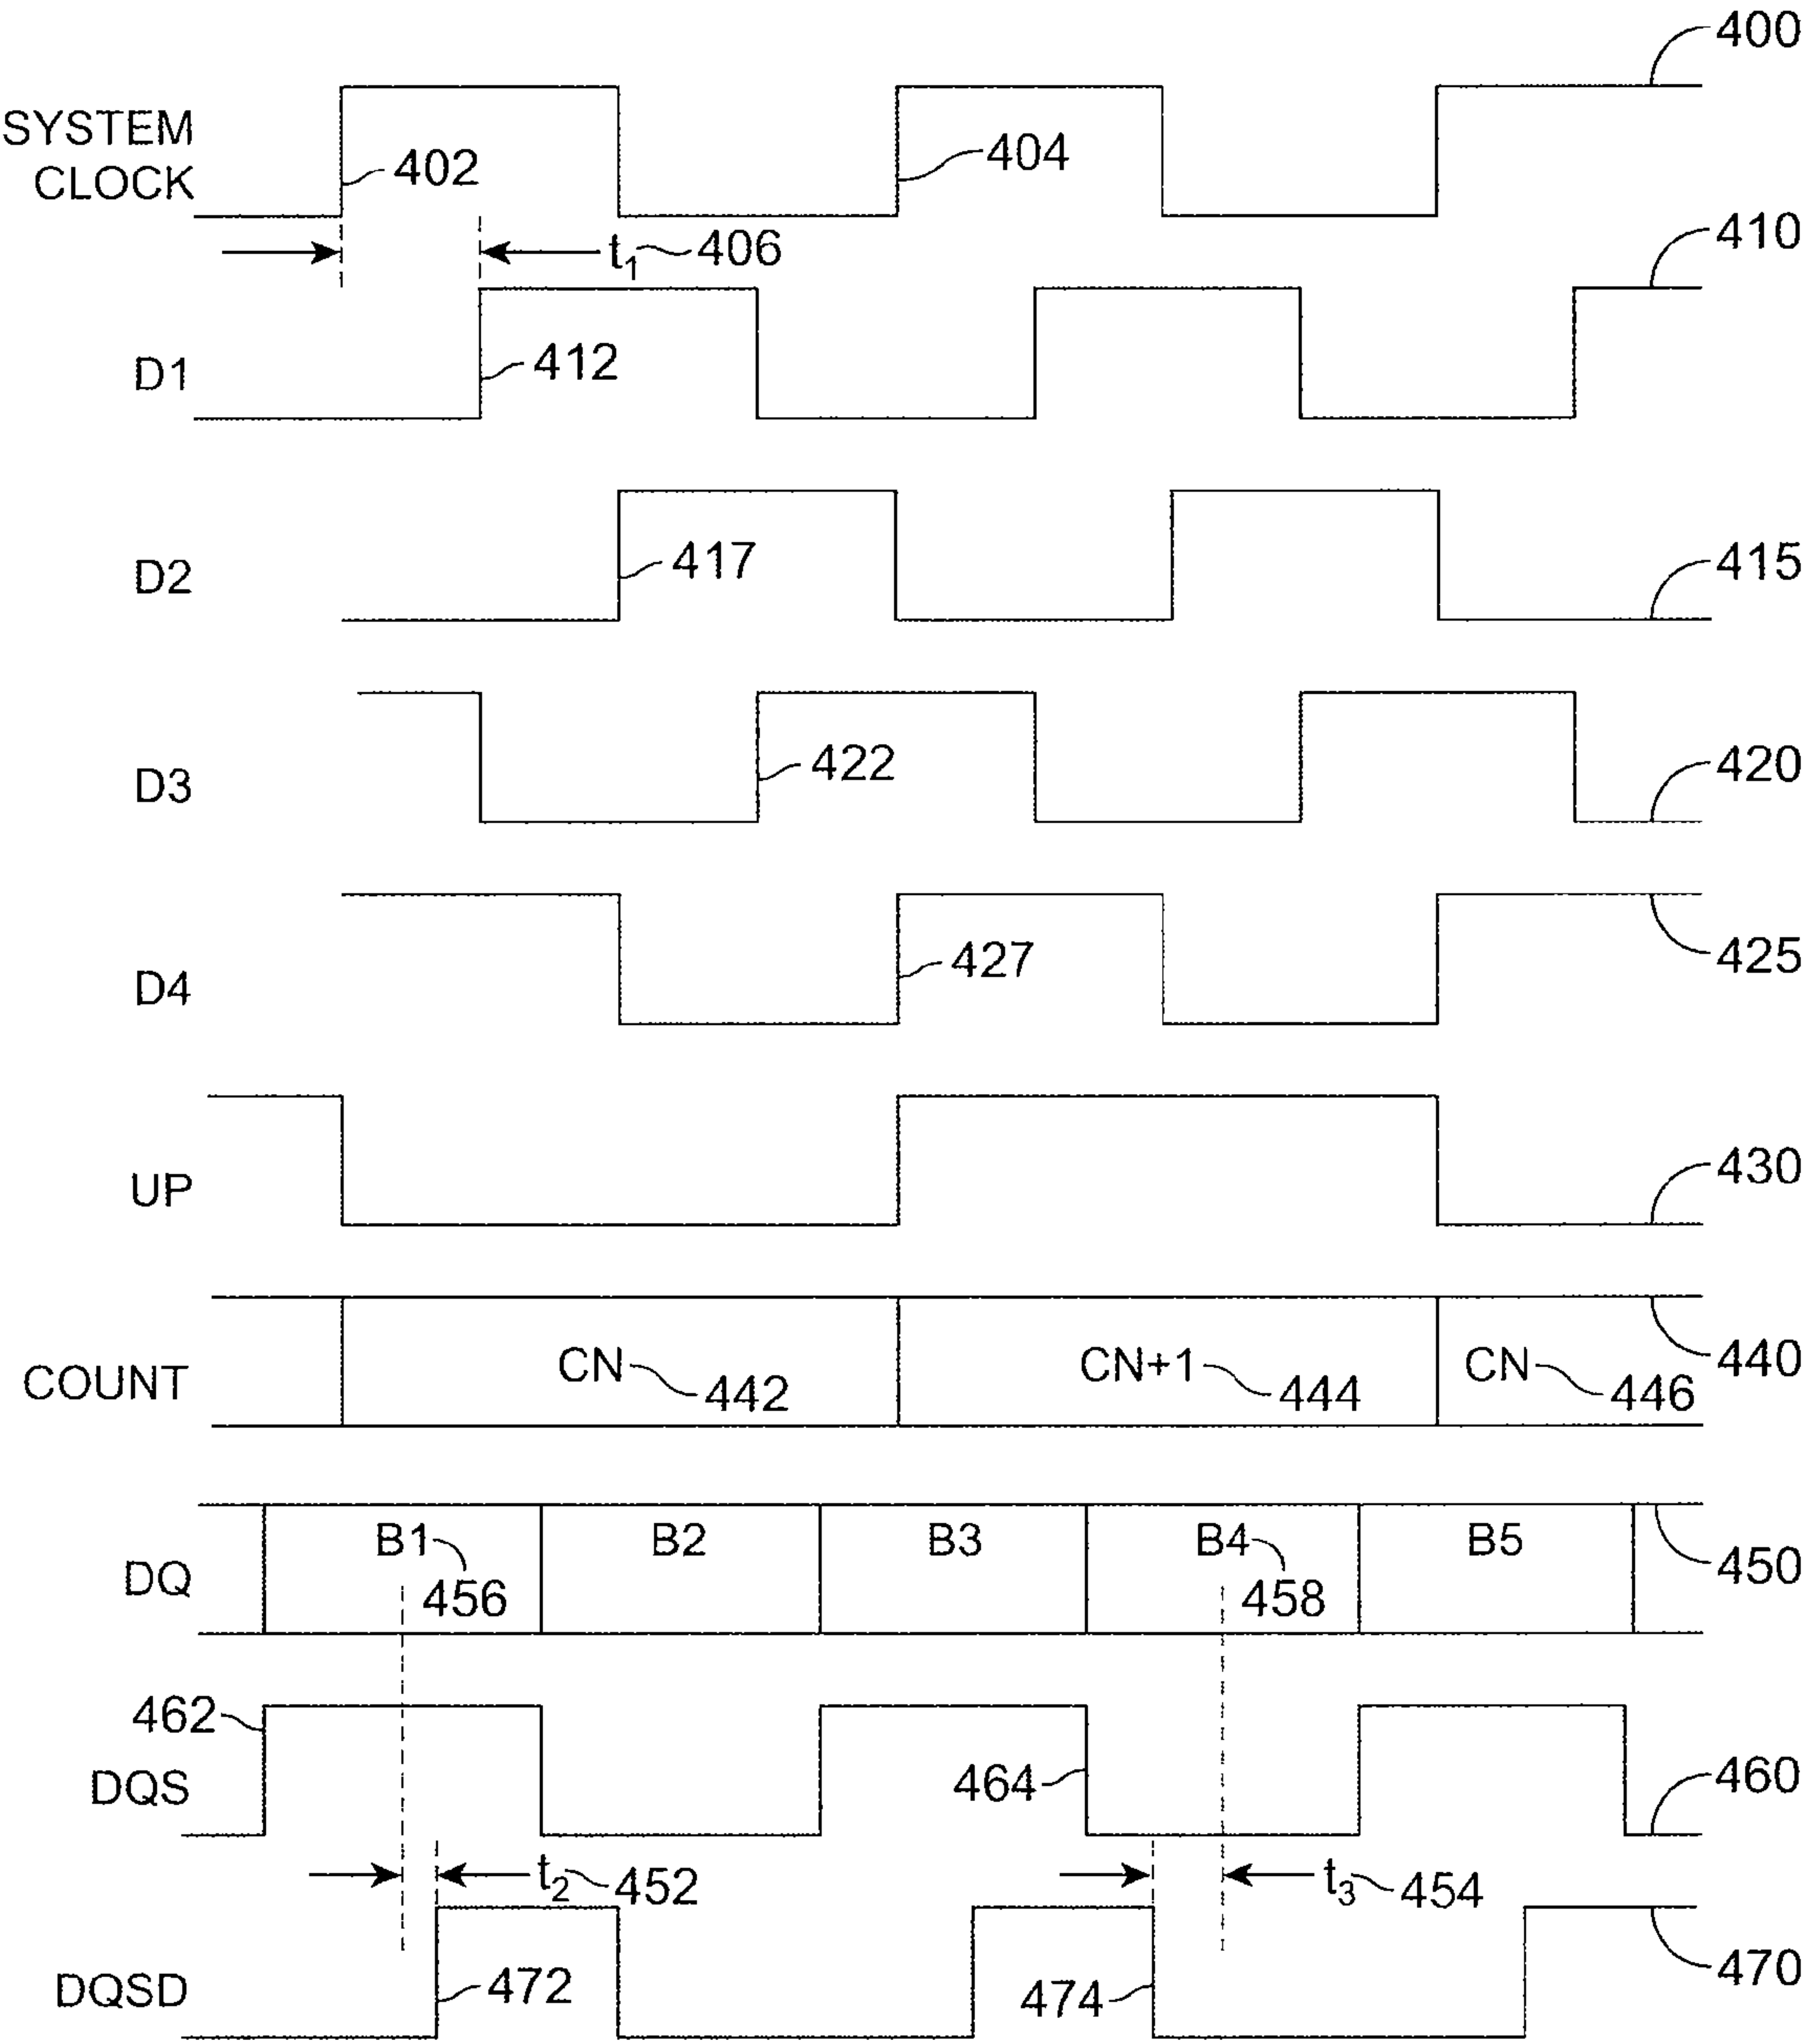 400
SYSTEM
CLOCK
402
404
t1 406
410
D1
412
D2
417
415
D3
422
420
D4
427
425
UP
430
COUNT
CN 442
CN+1 444
CN 446
440
DQ
B1
456
B2
B3
B4
458
B5
450
462
DQS
464
460
t2 452
t3 454
DQSD
472
474
470